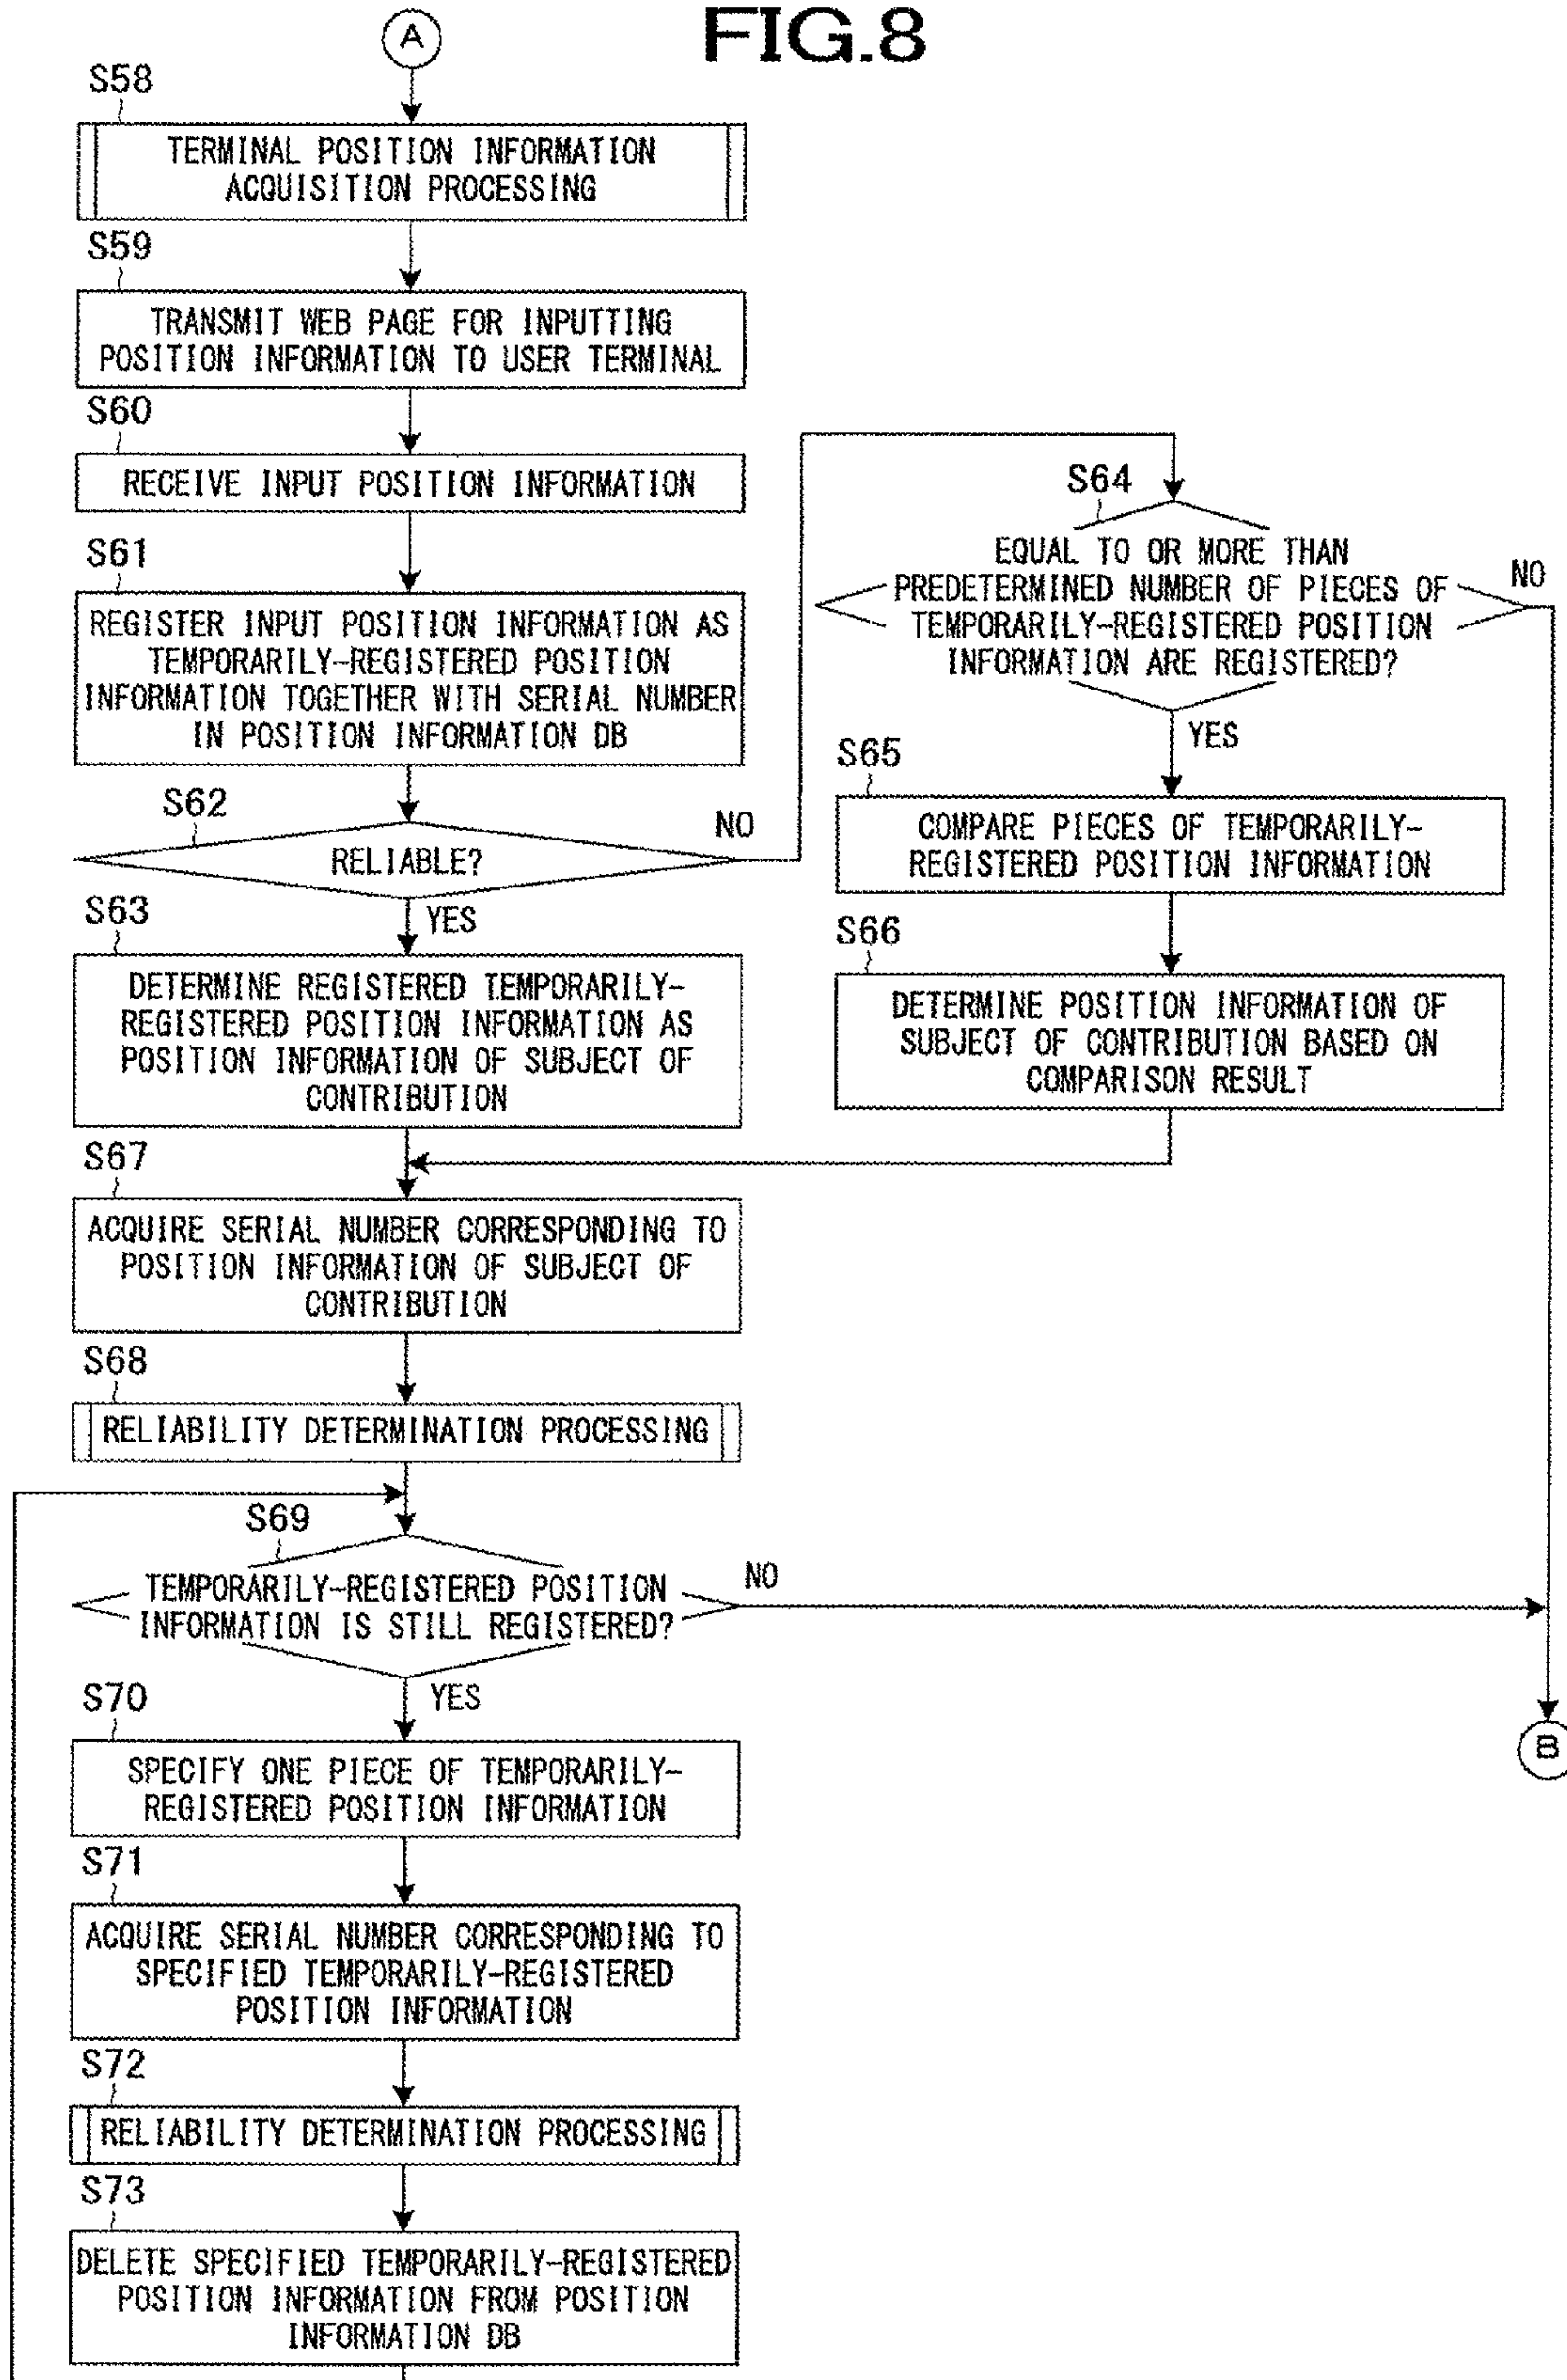 FIG.8
A
S58
TERMINAL POSITION INFORMATION
ACQUISITION PROCESSING
S59
TRANSMIT WEB PAGE FOR INPUTTING
POSITION INFORMATION TO USER TERMINAL
S60
RECEIVE INPUT POSITION INFORMATION
S61
REGISTER INPUT POSITION INFORMATION AS
TEMPORARILY-REGISTERED POSITION
INFORMATION TOGETHER WITH SERIAL NUMBER
IN POSITION INFORMATION DB
S62
RELIABLE?
NO
YES
S63
DETERMINE REGISTERED TEMPORARILY-
REGISTERED POSITION INFORMATION AS
POSITION INFORMATION OF SUBJECT OF
CONTRIBUTION
S64
EQUAL TO OR MORE THAN
PREDETERMINED NUMBER OF PIECES OF
TEMPORARILY-REGISTERED POSITION
INFORMATION ARE REGISTERED?
NO
YES
S65
COMPARE PIECES OF TEMPORARILY-
REGISTERED POSITION INFORMATION
S66
DETERMINE POSITION INFORMATION OF
SUBJECT OF CONTRIBUTION BASED ON
COMPARISON RESULT
S67
ACQUIRE SERIAL NUMBER CORRESPONDING TO
POSITION INFORMATION OF SUBJECT OF
CONTRIBUTION
S68
RELIABILITY DETERMINATION PROCESSING
S69
TEMPORARILY-REGISTERED POSITION
INFORMATION IS STILL REGISTERED?
NO
YES
S70
SPECIFY ONE PIECE OF TEMPORARILY-
REGISTERED POSITION INFORMATION
B
S71
ACQUIRE SERIAL NUMBER CORRESPONDING TO
SPECIFIED TEMPORARILY-REGISTERED
POSITION INFORMATION
S72
RELIABILITY DETERMINATION PROCESSING
S73
DELETE SPECIFIED TEMPORARILY-REGISTERED
POSITION INFORMATION FROM POSITION
INFORMATION DB